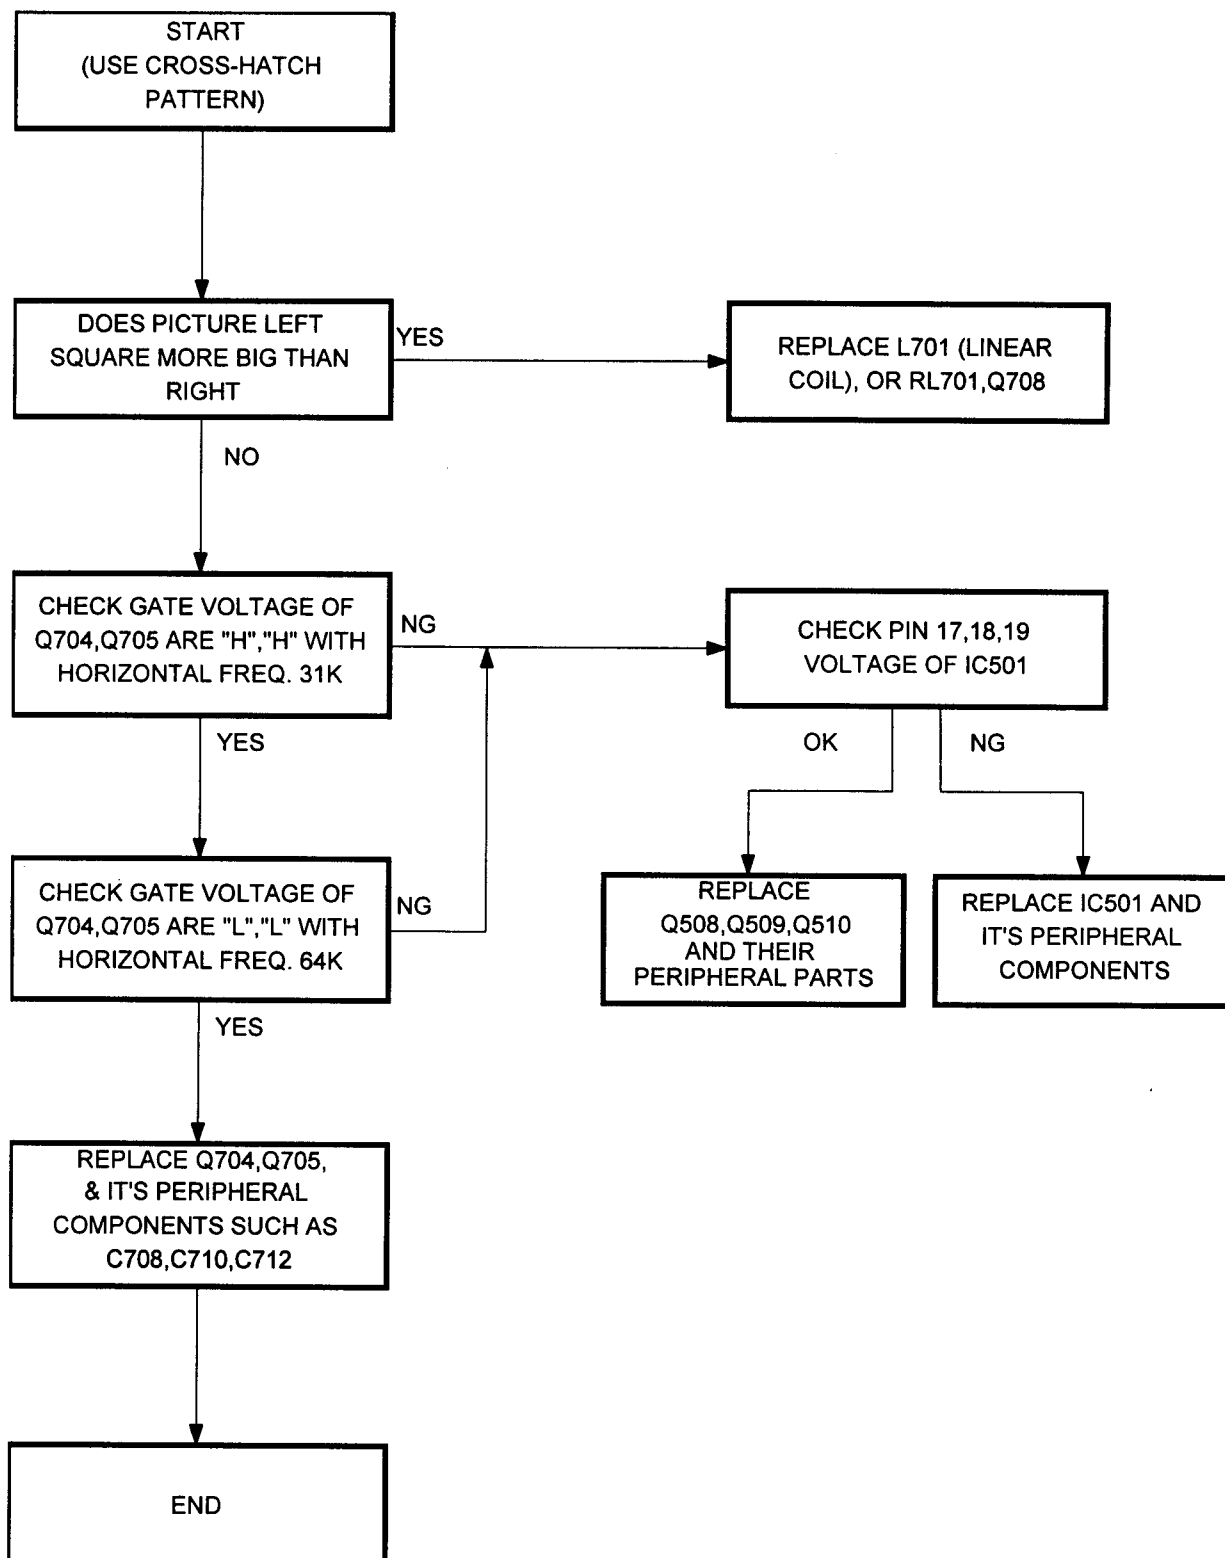 START
(USE CROSS-HATCH
PATTERN)
DOES PICTURE LEFT
SQUARE MORE BIG THAN
RIGHT
YES
REPLACE L701 (LINEAR
COIL), OR RL701,Q708
NO
CHECK GATE VOLTAGE OF
Q704,Q705 ARE "H","H" WITH
HORIZONTAL FREQ. 31K
NG
CHECK PIN 17,18,19
VOLTAGE OF IC501
YES
OK
NG
CHECK GATE VOLTAGE OF
Q704,Q705 ARE "L","L" WITH
HORIZONTAL FREQ. 64K
NG
REPLACE
Q508,Q509,Q510
AND THEIR
PERIPHERAL PARTS
REPLACE IC501 AND
IT'S PERIPHERAL
COMPONENTS
YES
REPLACE Q704,Q705,
& IT'S PERIPHERAL
COMPONENTS SUCH AS
C708,C710,C712
END